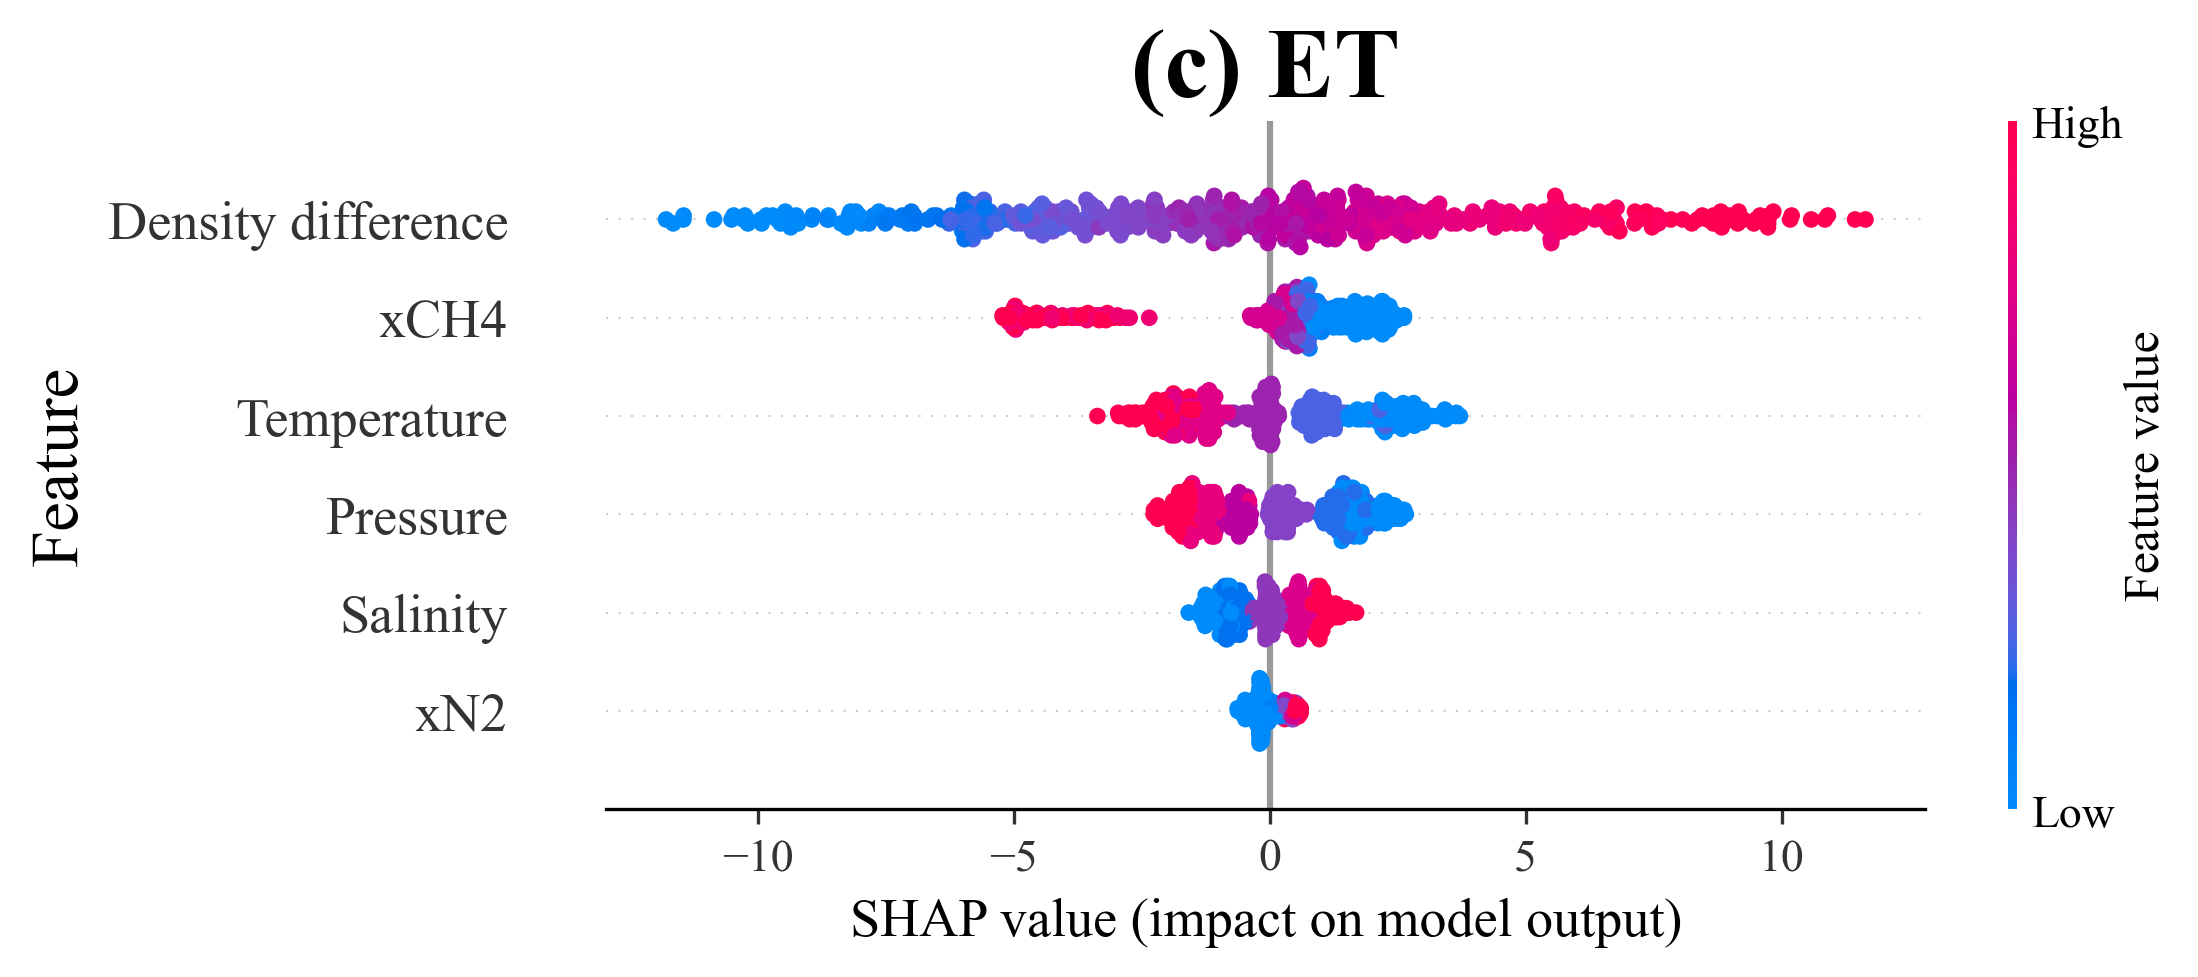 (c) ET
High
Density difference
xCH4
Temperature
Pressure
Salinity
xN2
Feature
Feature value
Low
−10
−5
0
5
10
SHAP value (impact on model output)